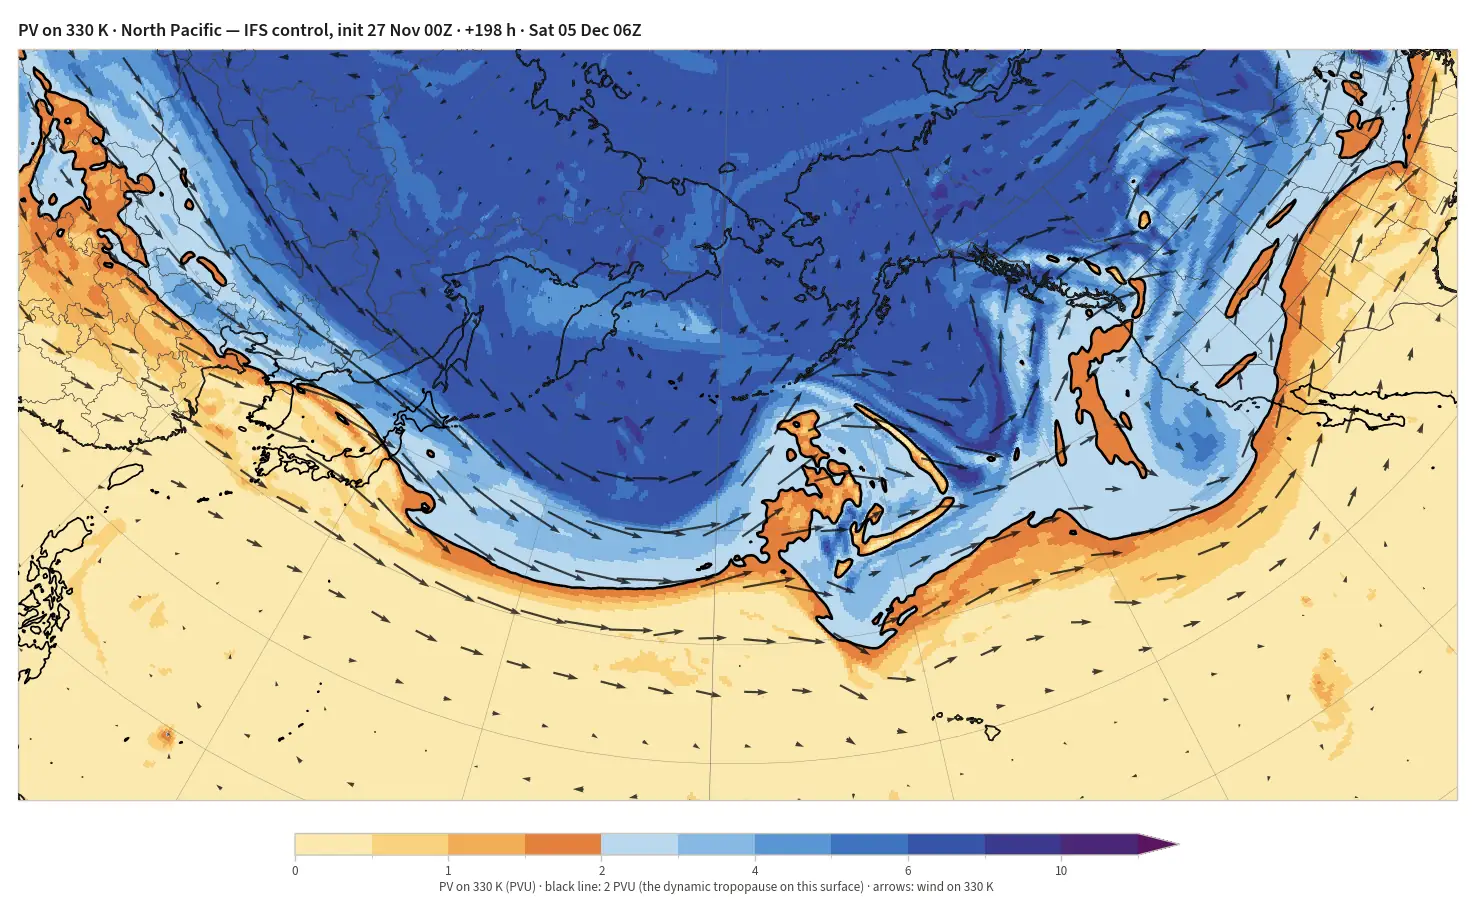 PV on 330 K · North Pacific — IFS control, init 27 Nov 00Z · +198 h · Sat 05 Dec 06Z
0 1 2 4 6 10
PV on 330 K (PVU) · black line: 2 PVU (the dynamic tropopause on this surface) · arrows: wind on 330 K